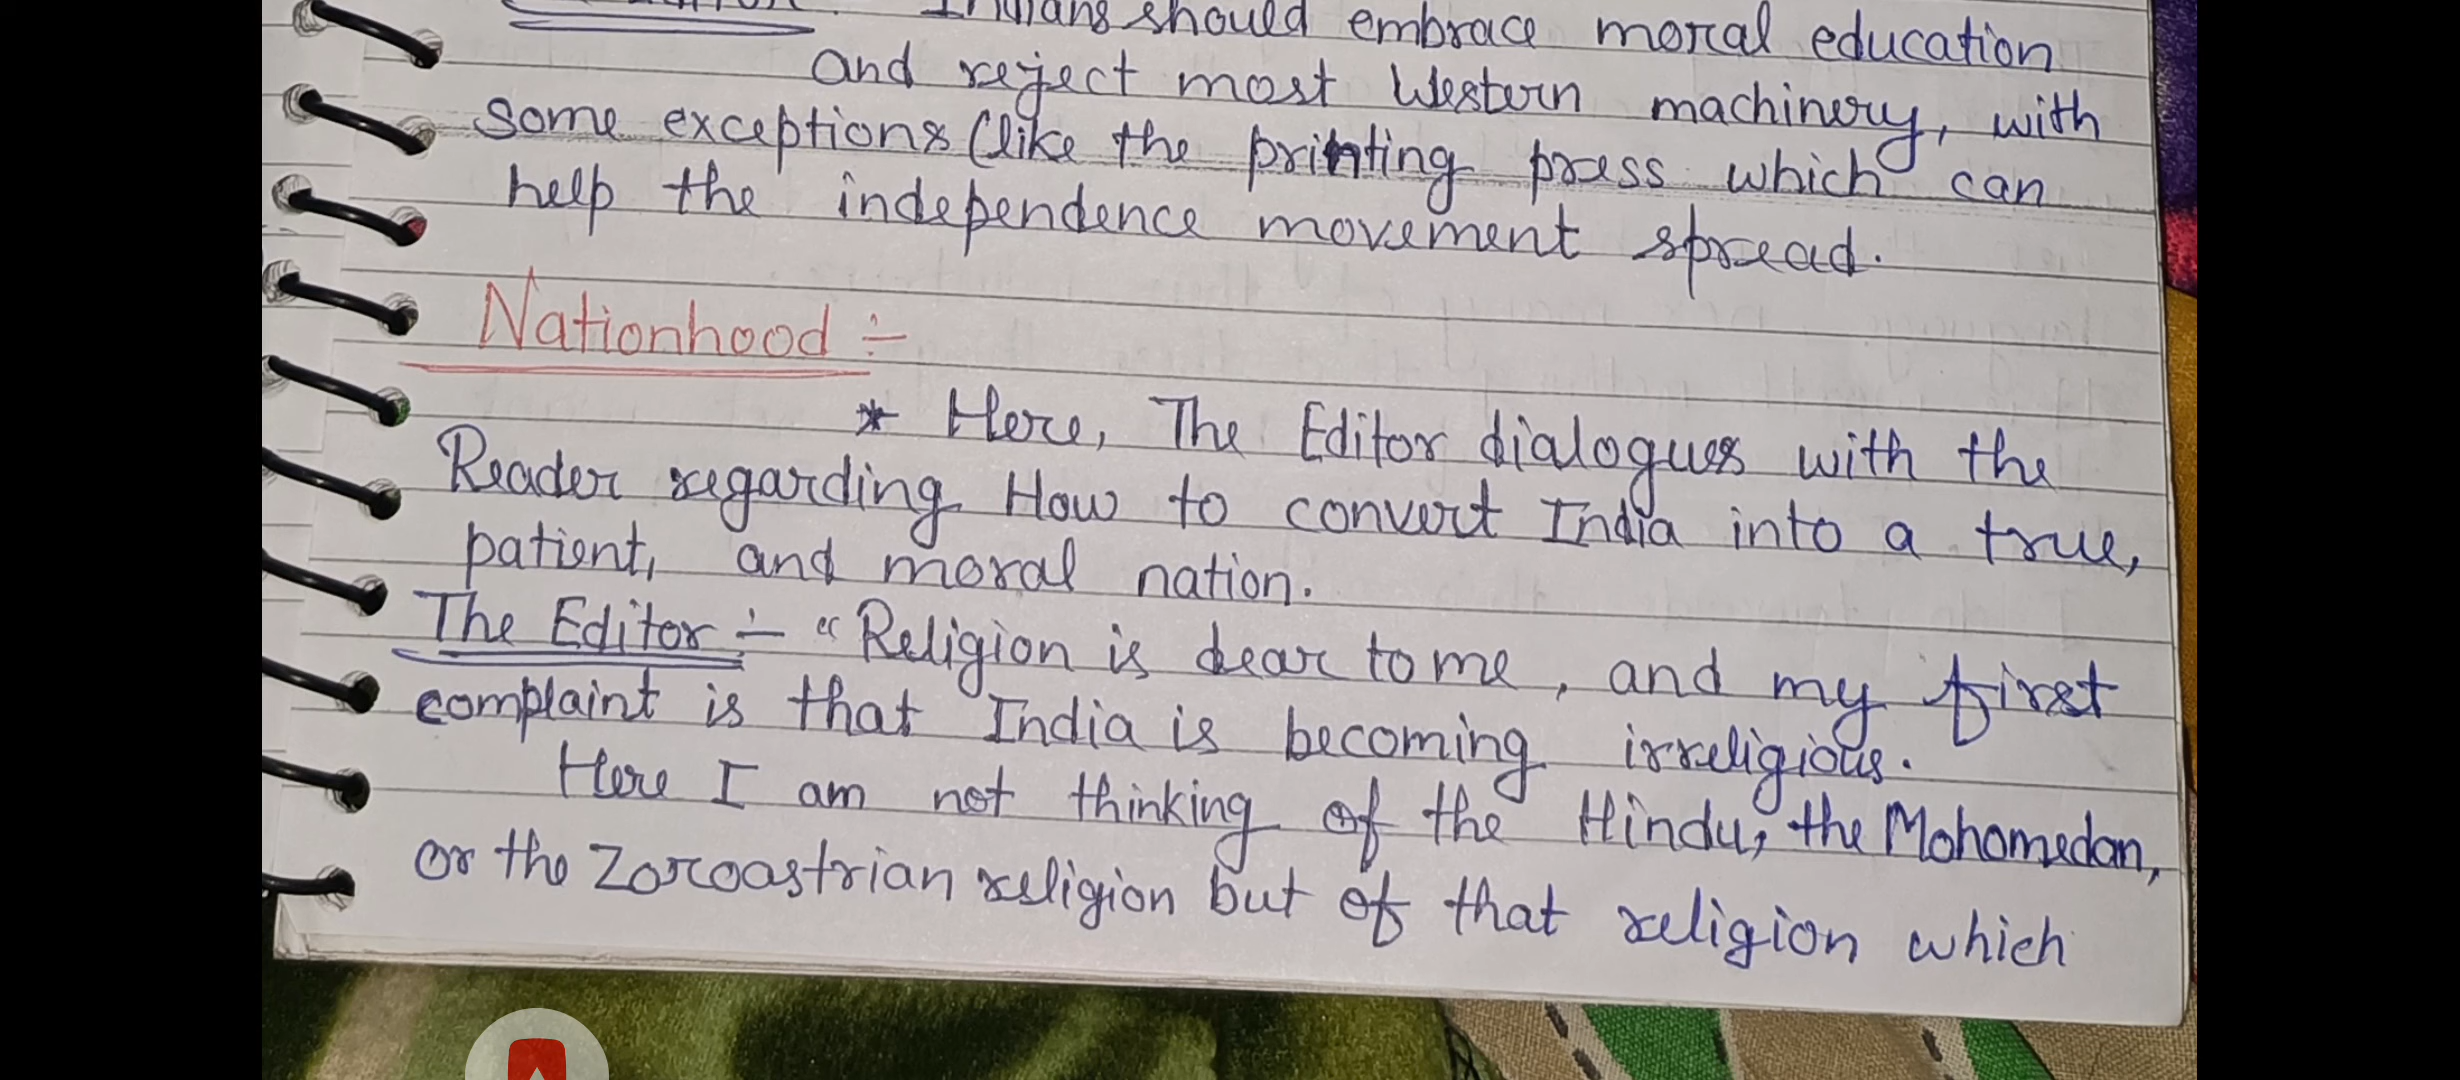 Indians should embrace moral education
and reject most Western machinery, with
some exceptions (like the printing press which can
help the independence movement spread.
Nationhood ÷
* Here, The Editor dialogues with the
Reader regarding How to convert India into a true,
patient, and moral nation.
The Editor ÷ "Religion is dear to me, and my first
complaint is that India is becoming irreligious.
Here I am not thinking of the Hindu, the Mohomedan,
or the Zoroastrian religion but of that religion which